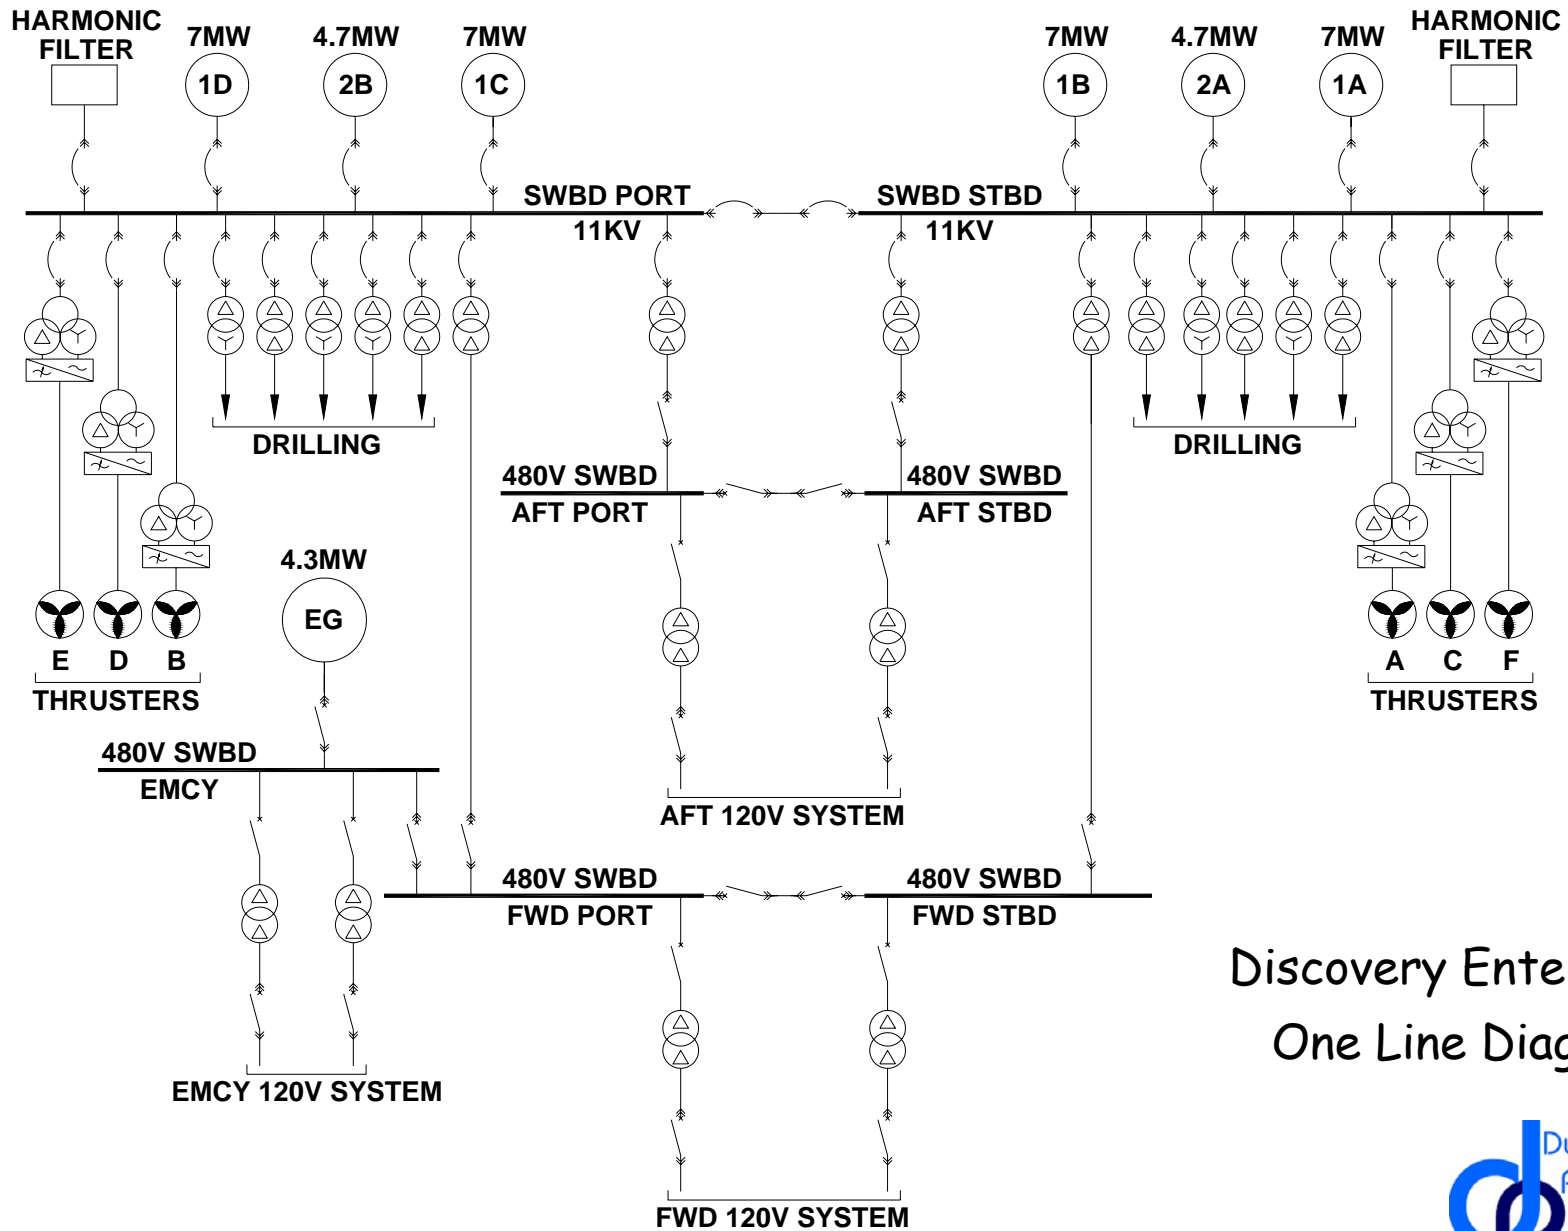 HARMONIC
FILTER
7MW
1D
4.7MW
2B
7MW
1C
7MW
1B
4.7MW
2A
7MW
1A
HARMONIC
FILTER
SWBD PORT
11KV
SWBD STBD
11KV
DRILLING
DRILLING
480V SWBD
AFT PORT
480V SWBD
AFT STBD
4.3MW
EG
E D B
THRUSTERS
A C F
THRUSTERS
480V SWBD
EMCY
AFT 120V SYSTEM
480V SWBD
FWD PORT
480V SWBD
FWD STBD
EMCY 120V SYSTEM
FWD 120V SYSTEM
Discovery
One Line